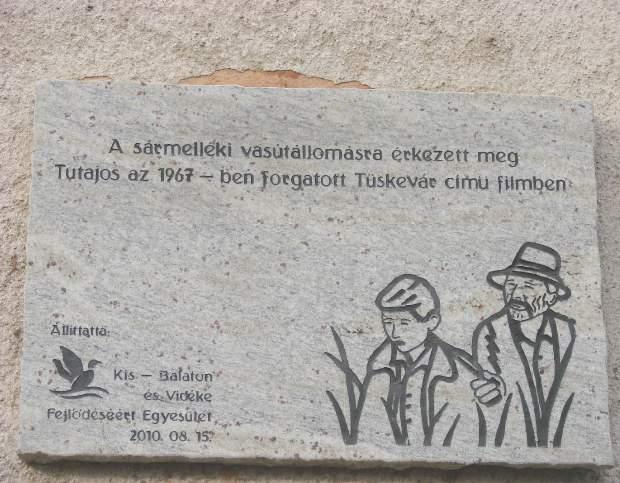 A sármelléki vasútállomásra érkezett meg
Tutajos az 1967 – ben forgatott Tüskevár című filmben.
Állíttatta:
Kis – Balaton
és Vidéke
Fejlődéséért Egyesület
2010. 08. 15.